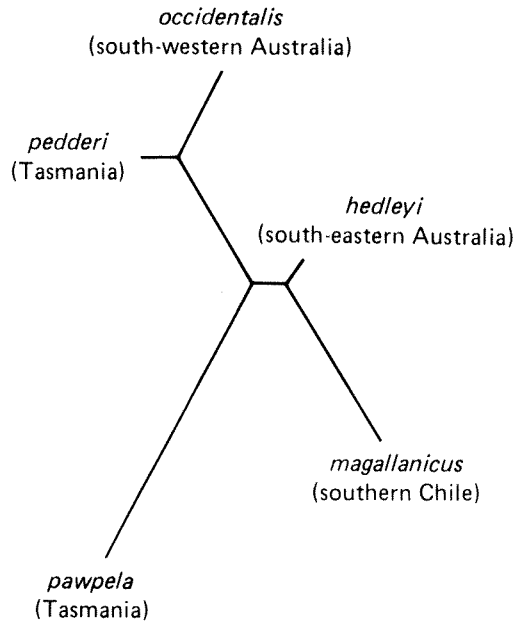 occidentalis
(south-western Australia)
pedderi
(Tasmania)
hedleyi
(south-eastern Australia)
magallanicus
(southern Chile)
pawpela
(Tasmania)